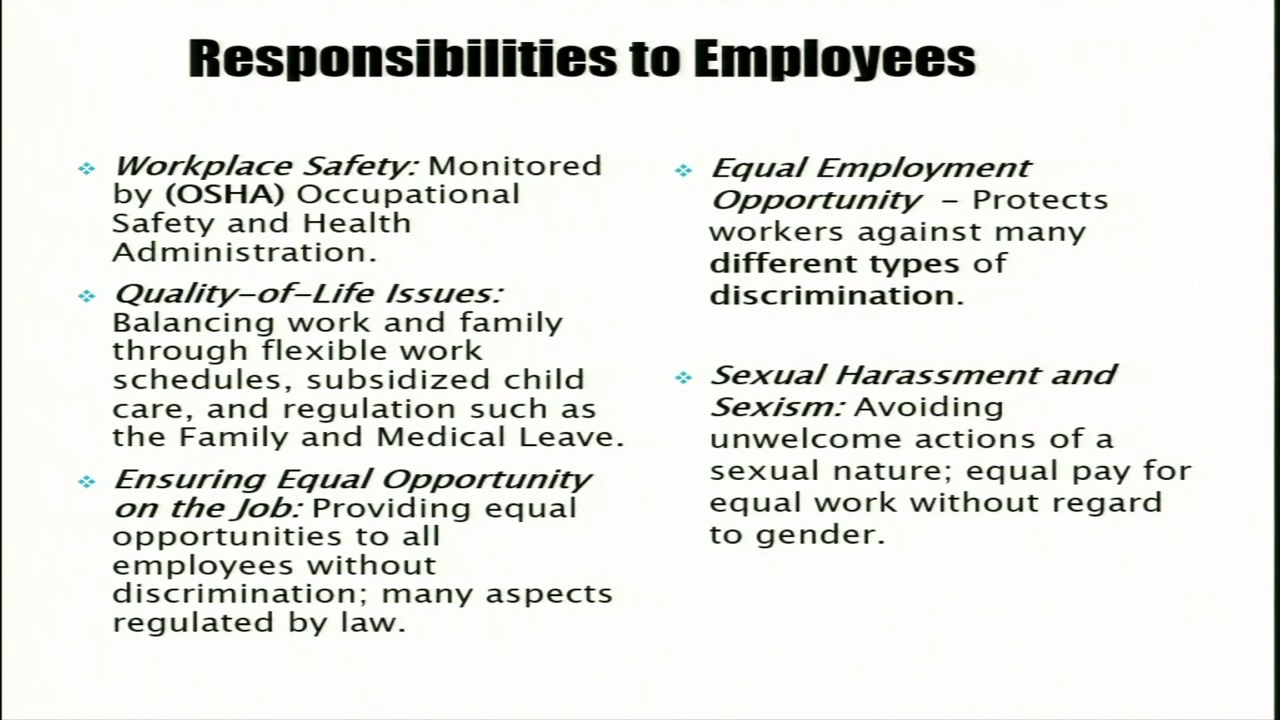 Responsibilities to Employees
Workplace Safety: Monitored
by (OSHA) Occupational
Safety and Health
Administration.
Quality-of-Life Issues:
Balancing work and family
through flexible work
schedules, subsidized child
care, and regulation such as
the Family and Medical Leave.
Ensuring Equal Opportunity
on the Job: Providing equal
opportunities to all
employees without
discrimination; many aspects
regulated by law.
Equal Employment
Opportunity – Protects
workers against many
different types of
discrimination.
Sexual Harassment and
Sexism: Avoiding
unwelcome actions of a
sexual nature; equal pay for
equal work without regard
to gender.